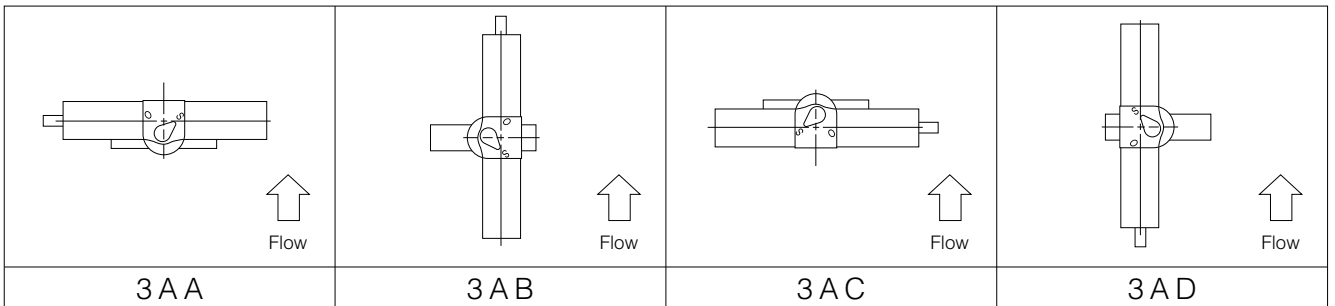 O S
O
S
S O
S
O
Flow Flow Flow Flow
3AA 3AB 3AC 3AD